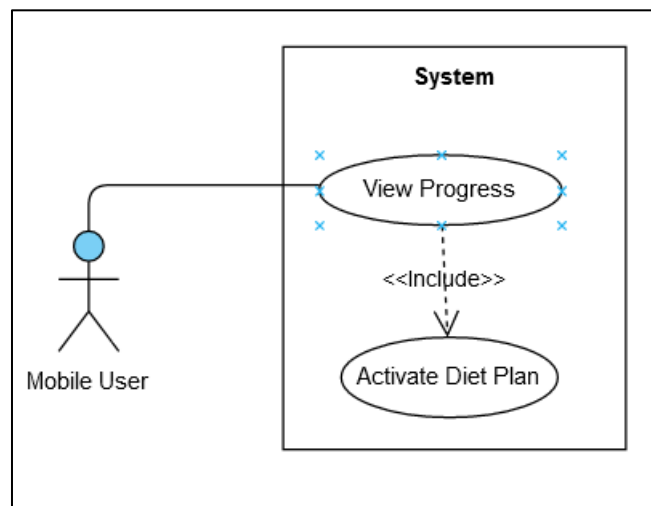 System
View Progress
<<Include>>
Activate Diet Plan
Mobile User